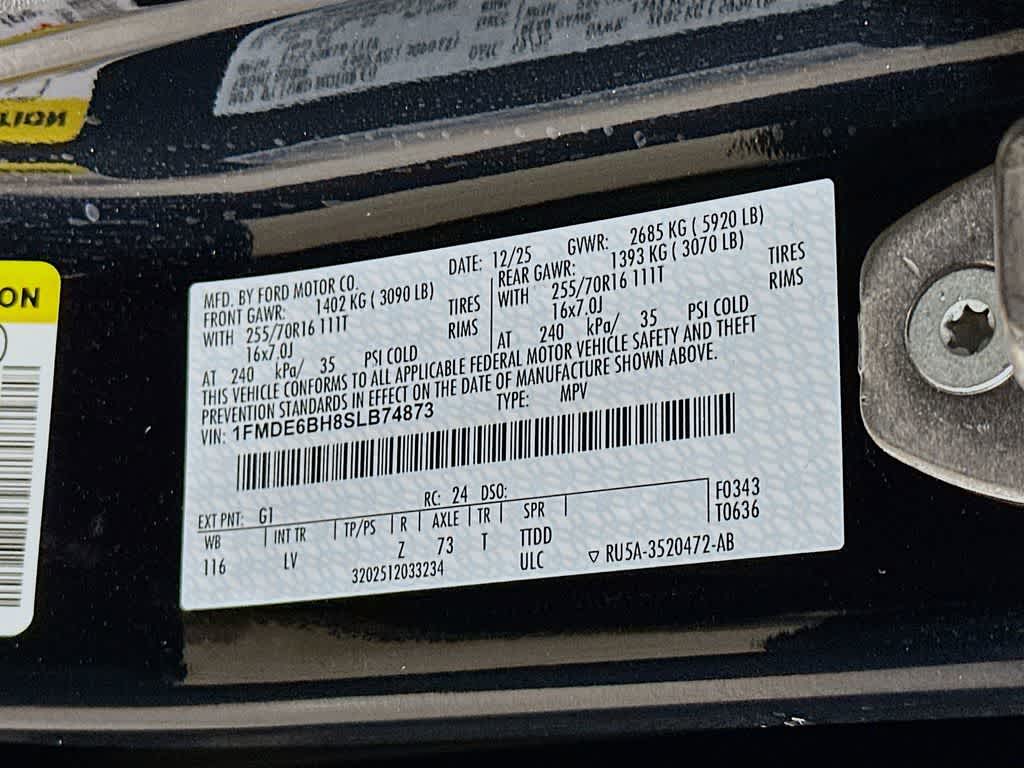 ON
MFD. BY FORD MOTOR CO.
DATE: 12/25 GVWR: 2685 KG ( 5920 LB)
FRONT GAWR: 1402 KG ( 3090 LB)
WITH 255/70R16 111T TIRES
16x7.0J RIMS
AT 240 kPa/ 35 PSI COLD
REAR GAWR: 1393 KG ( 3070 LB)
WITH 255/70R16 111T TIRES
16x7.0J RIMS
AT 240 kPa/ 35 PSI COLD
THIS VEHICLE CONFORMS TO ALL APPLICABLE FEDERAL MOTOR VEHICLE SAFETY AND THEFT
PREVENTION STANDARDS IN EFFECT ON THE DATE OF MANUFACTURE SHOWN ABOVE.
VIN: 1FMDE6BH8SLB74873 TYPE: MPV
EXT PNT: G1 RC: 24 DSO: F0343
WB INT TR TP/PS R AXLE TR SPR T0636
116 LV Z 73 T TTDD
3202512033234 ULC ▽ RU5A-3520472-AB